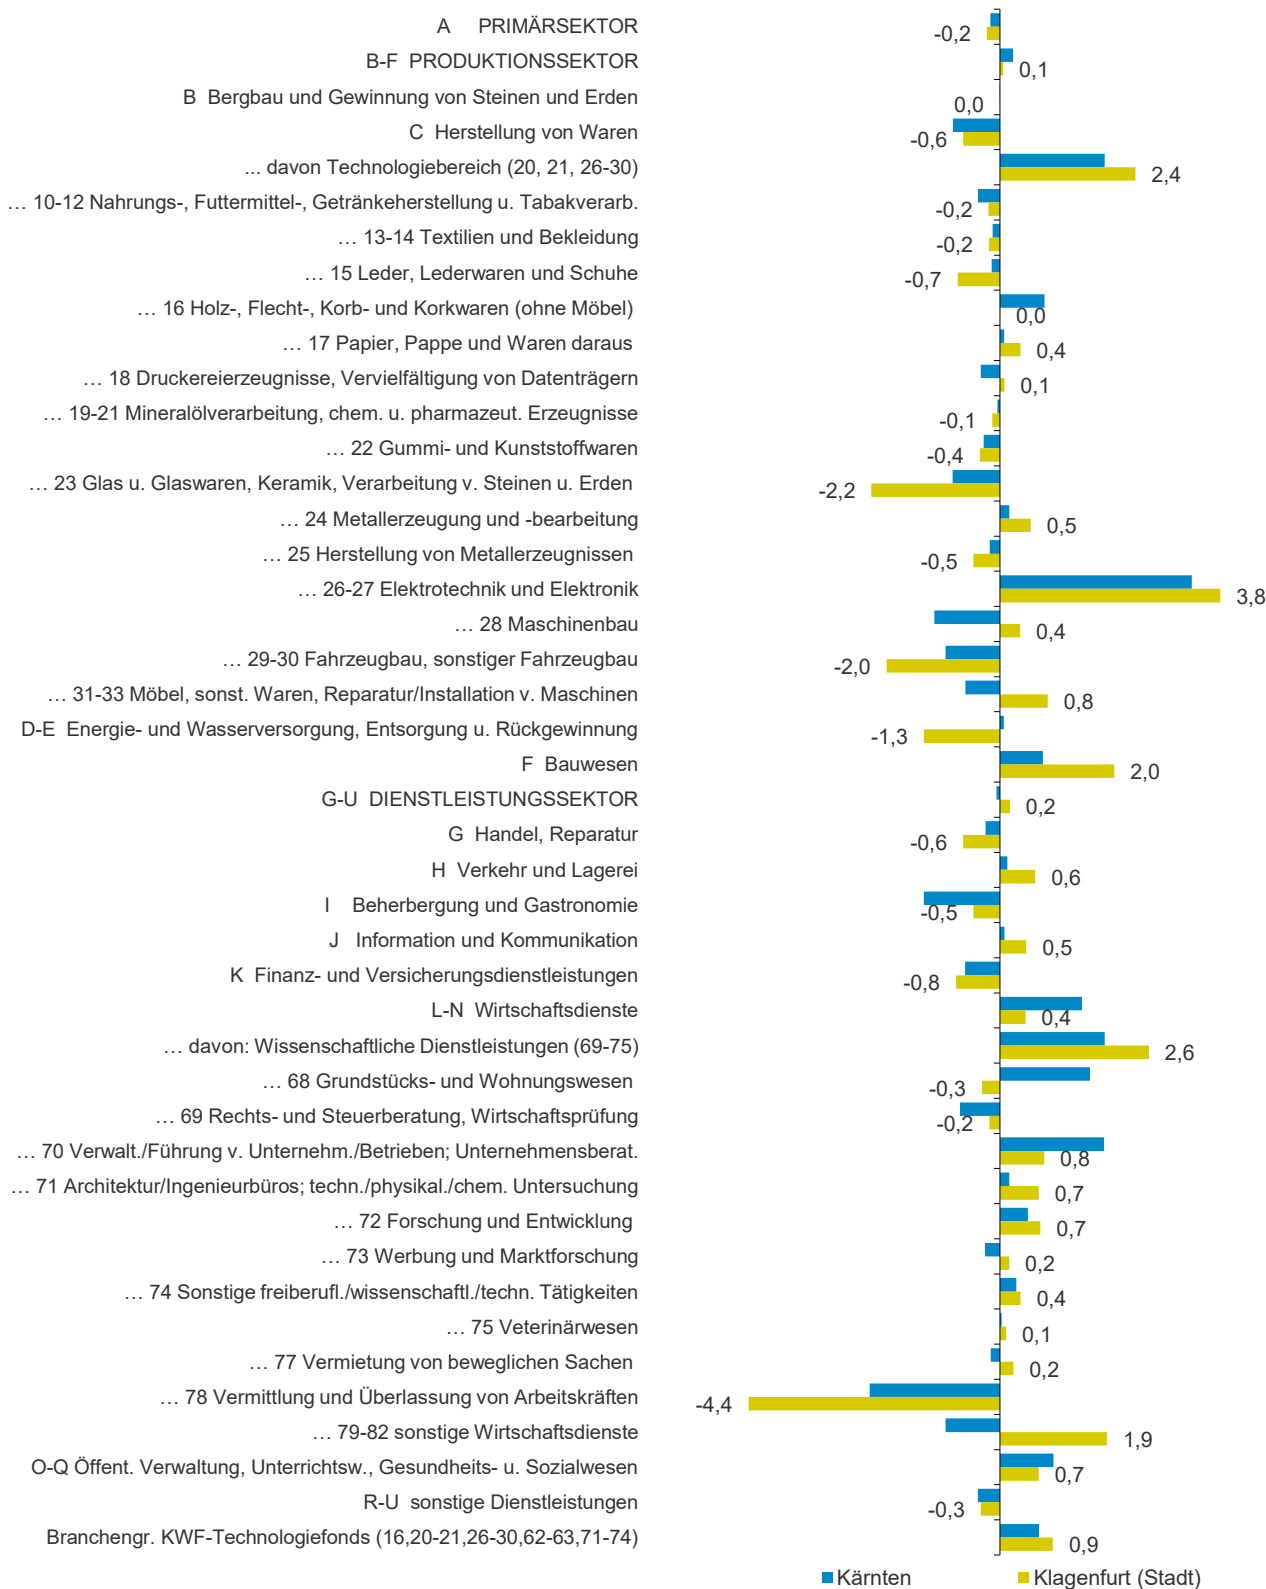 A PRIMÄRSEKTOR -0,2
B-F PRODUKTIONSSEKTOR 0,1
B Bergbau und Gewinnung von Steinen und Erden 0,0
C Herstellung von Waren -0,6
... davon Technologiebereich (20, 21, 26-30) 2,4
… 10-12 Nahrungs-, Futtermittel-, Getränkeherstellung u. Tabakverarb. -0,2
… 13-14 Textilien und Bekleidung -0,2
… 15 Leder, Lederwaren und Schuhe -0,7
… 16 Holz-, Flecht-, Korb- und Korkwaren (ohne Möbel) 0,0
… 17 Papier, Pappe und Waren daraus 0,4
… 18 Druckereierzeugnisse, Vervielfältigung von Datenträgern 0,1
… 19-21 Mineralölverarbeitung, chem. u. pharmazeut. Erzeugnisse -0,1
… 22 Gummi- und Kunststoffwaren -0,4
… 23 Glas u. Glaswaren, Keramik, Verarbeitung v. Steinen u. Erden -2,2
… 24 Metallerzeugung und -bearbeitung 0,5
… 25 Herstellung von Metallerzeugnissen -0,5
… 26-27 Elektrotechnik und Elektronik 3,8
… 28 Maschinenbau 0,4
… 29-30 Fahrzeugbau, sonstiger Fahrzeugbau -2,0
… 31-33 Möbel, sonst. Waren, Reparatur/Installation v. Maschinen 0,8
D-E Energie- und Wasserversorgung, Entsorgung u. Rückgewinnung -1,3
F Bauwesen 2,0
G-U DIENSTLEISTUNGSSEKTOR 0,2
G Handel, Reparatur -0,6
H Verkehr und Lagerei 0,6
I Beherbergung und Gastronomie -0,5
J Information und Kommunikation 0,5
K Finanz- und Versicherungsdienstleistungen -0,8
L-N Wirtschaftsdienste 0,4
… davon: Wissenschaftliche Dienstleistungen (69-75) 2,6
… 68 Grundstücks- und Wohnungswesen -0,3
… 69 Rechts- und Steuerberatung, Wirtschaftsprüfung -0,2
… 70 Verwalt./Führung v. Unternehm./Betrieben; Unternehmensberat. 0,8
… 71 Architektur/Ingenieurbüros; techn./physikal./chem. Untersuchung 0,7
… 72 Forschung und Entwicklung 0,7
… 73 Werbung und Marktforschung 0,2
… 74 Sonstige freiberufl./wissenschaftl./techn. Tätigkeiten 0,4
… 75 Veterinärwesen 0,1
… 77 Vermietung von beweglichen Sachen 0,2
… 78 Vermittlung und Überlassung von Arbeitskräften -4,4
… 79-82 sonstige Wirtschaftsdienste 1,9
O-Q Öffent. Verwaltung, Unterrichtsw., Gesundheits- u. Sozialwesen 0,7
R-U sonstige Dienstleistungen -0,3
Branchengr. KWF-Technologiefonds (16,20-21,26-30,62-63,71-74) 0,9
Kärnten Klagenfurt (Stadt)